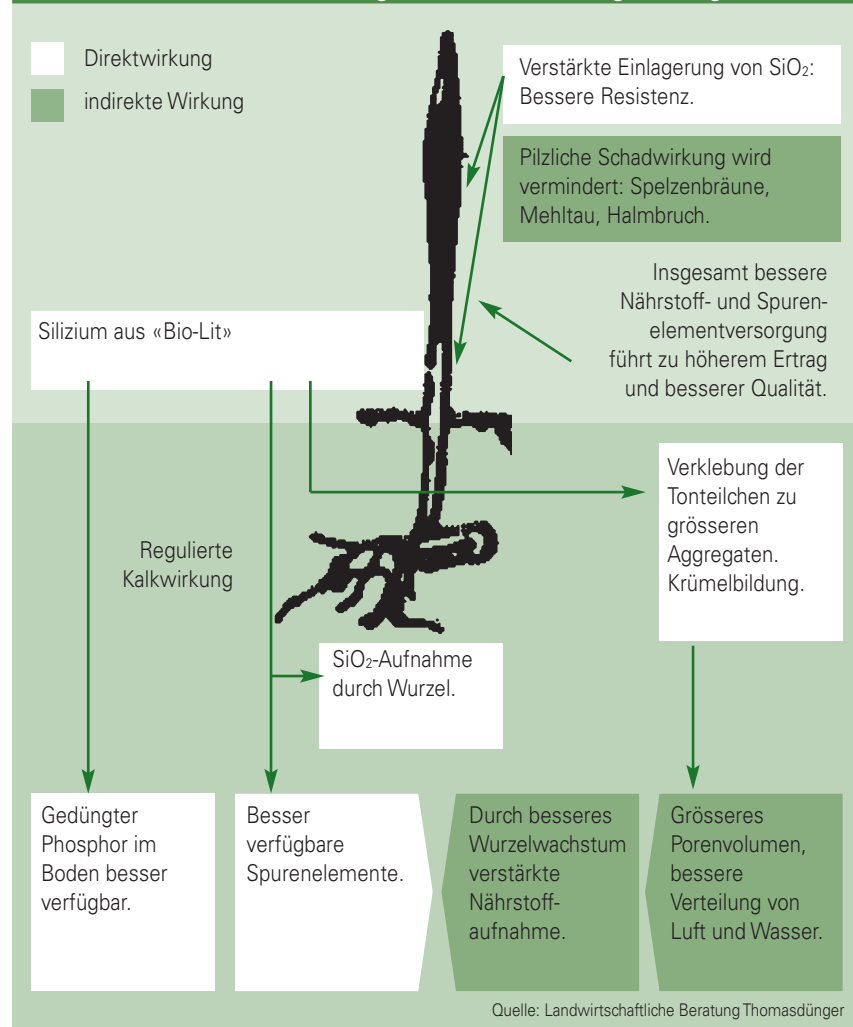 Direktwirkung
indirekte Wirkung
Verstärkte Einlagerung von SiO₂:
Bessere Resistenz.
Pilzliche Schadwirkung wird
vermindert: Spelzenbräune,
Mehltau, Halmbruch.
Insgesamt bessere
Nährstoff- und Spuren-
elementversorgung
führt zu höherem Ertrag
und besserer Qualität.
Silizium aus «Bio-Lit»
Regulierte
Kalkwirkung
Verklebung der
Tonteilchen zu
grösseren
Aggregaten.
Krümelbildung.
SiO₂-Aufnahme
durch Wurzel.
Gedüngter
Phosphor im
Boden besser
verfügbar.
Besser
verfügbare
Spurenelemente.
Durch besseres
Wurzelwachstum
verstärkte
Nährstoff-
aufnahme.
Grösseres
Porenvolumen,
bessere
Verteilung von
Luft und Wasser.
Quelle: Landwirtschaftliche Beratung Thomasdünger